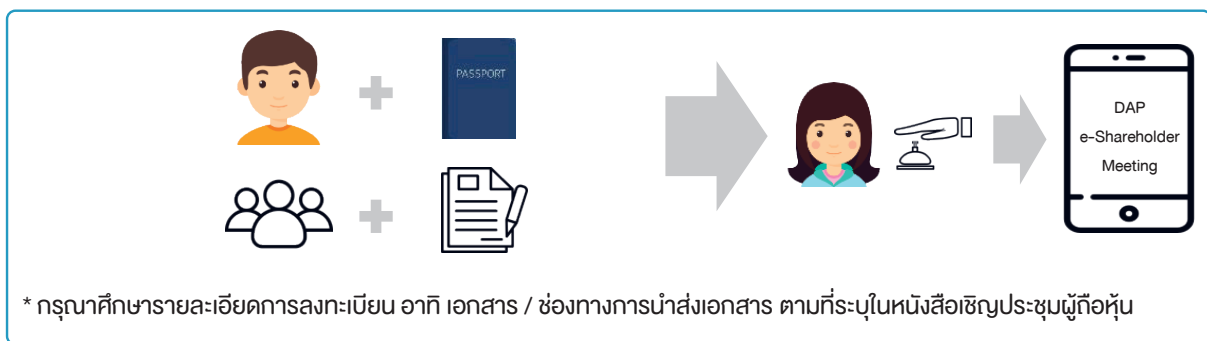 PASSPORT
DAP
e-Shareholder
Meeting
* กรุณาศึกษารายละเอียดการลงทะเบียน อาทิ เอกสาร / ช่องทางการนำส่งเอกสาร ตามที่ระบุในหนังสือเชิญประชุมผู้ถือหุ้น